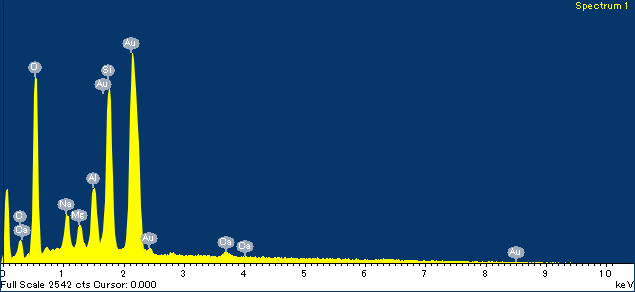 Spectrum 1
Au
O
Si
Au
Al
Na
Mg
C
Ca
Au
Ca
Ca
Au
0 1 2 3 4 5 6 7 8 9 10
Full Scale 2542 cts Cursor: 0.000 keV